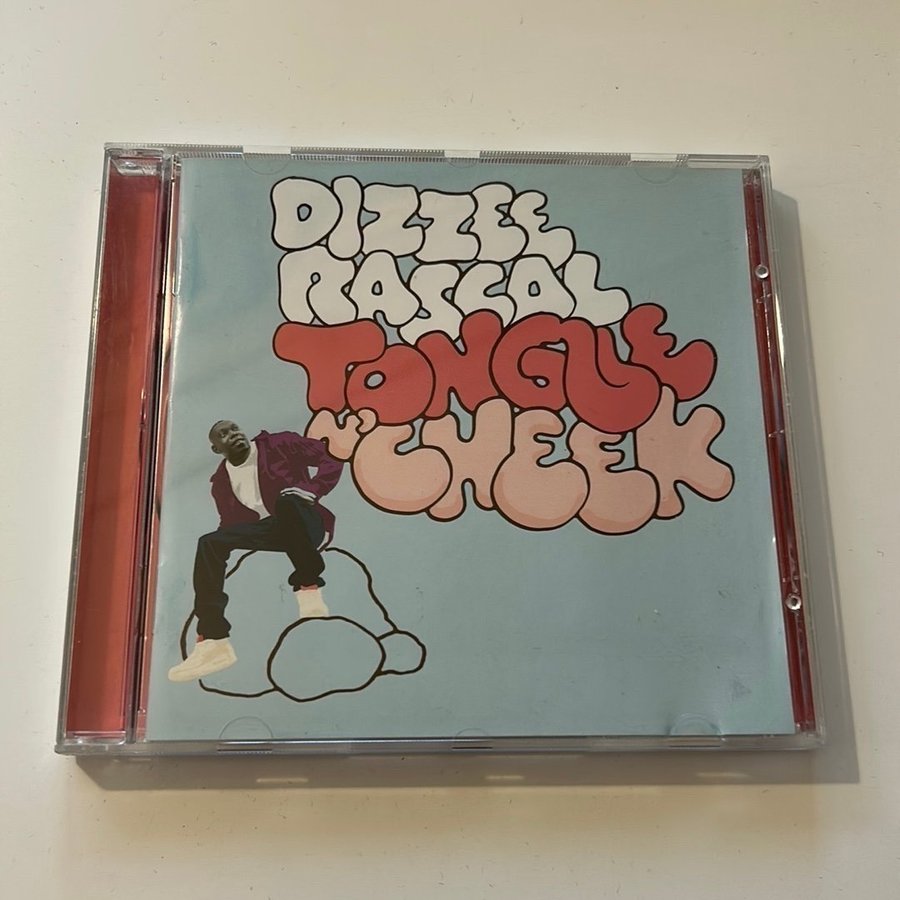 DIZZEE
RASCAL
TONGUE
N' CHEEK